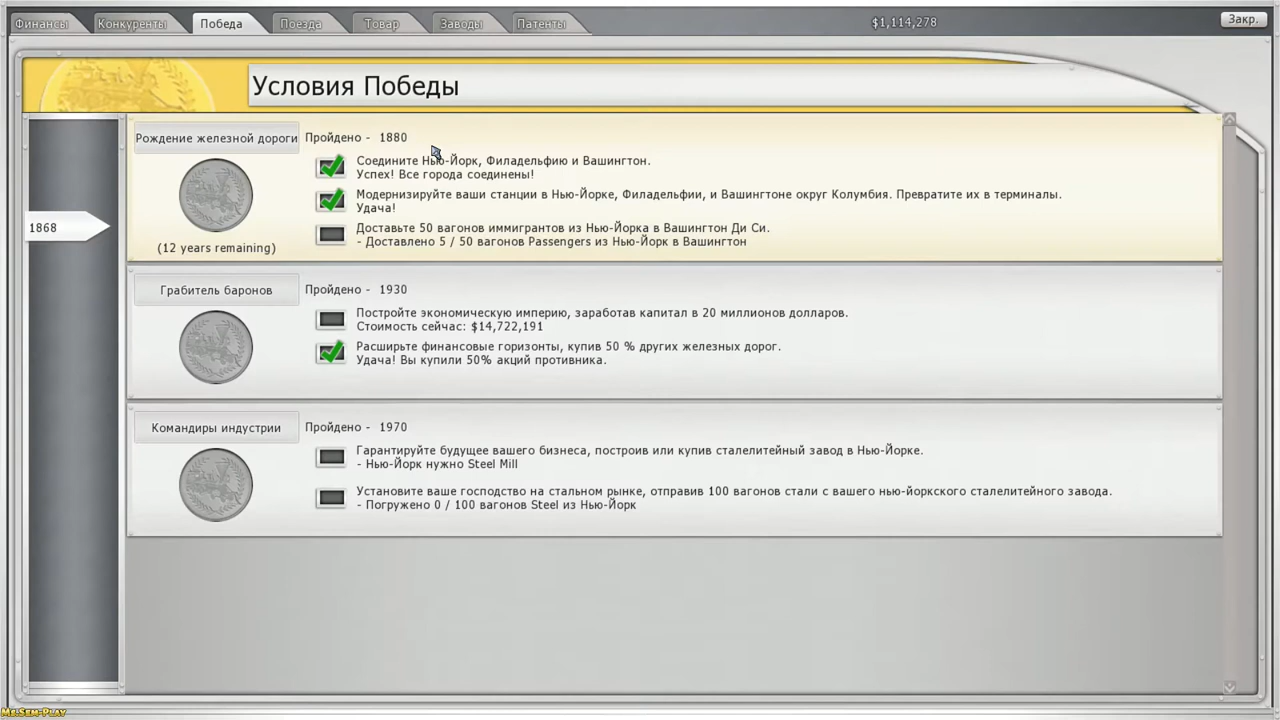 Финансы Конкуренты Победа Поезда Товар Заводы Патенты $1,114,278 Закр.
Условия Победы
Рождение железной дороги Пройдено - 1880
Соедините Нью-Йорк, Филадельфию и Вашингтон.
Успех! Все города соединены!
Модернизируйте ваши станции в Нью-Йорке, Филадельфии, и Вашингтоне округ Колумбия. Превратите их в терминалы.
Удача!
1868
Доставьте 50 вагонов иммигрантов из Нью-Йорка в Вашингтон Ди Си.
- Доставлено 5 / 50 вагонов Passengers из Нью-Йорк в Вашингтон
(12 years remaining)
Грабитель баронов Пройдено - 1930
Постройте экономическую империю, заработав капитал в 20 миллионов долларов.
Стоимость сейчас: $14,722,191
Расширьте финансовые горизонты, купив 50 % других железных дорог.
Удача! Вы купили 50% акций противника.
Командиры индустрии Пройдено - 1970
Гарантируйте будущее вашего бизнеса, построив или купив сталелитейный завод в Нью-Йорке.
- Нью-Йорк нужно Steel Mill
Установите ваше господство на стальном рынке, отправив 100 вагонов стали с вашего нью-йоркского сталелитейного завода.
- Погружено 0 / 100 вагонов Steel из Нью-Йорк
Mr.Sem-Play